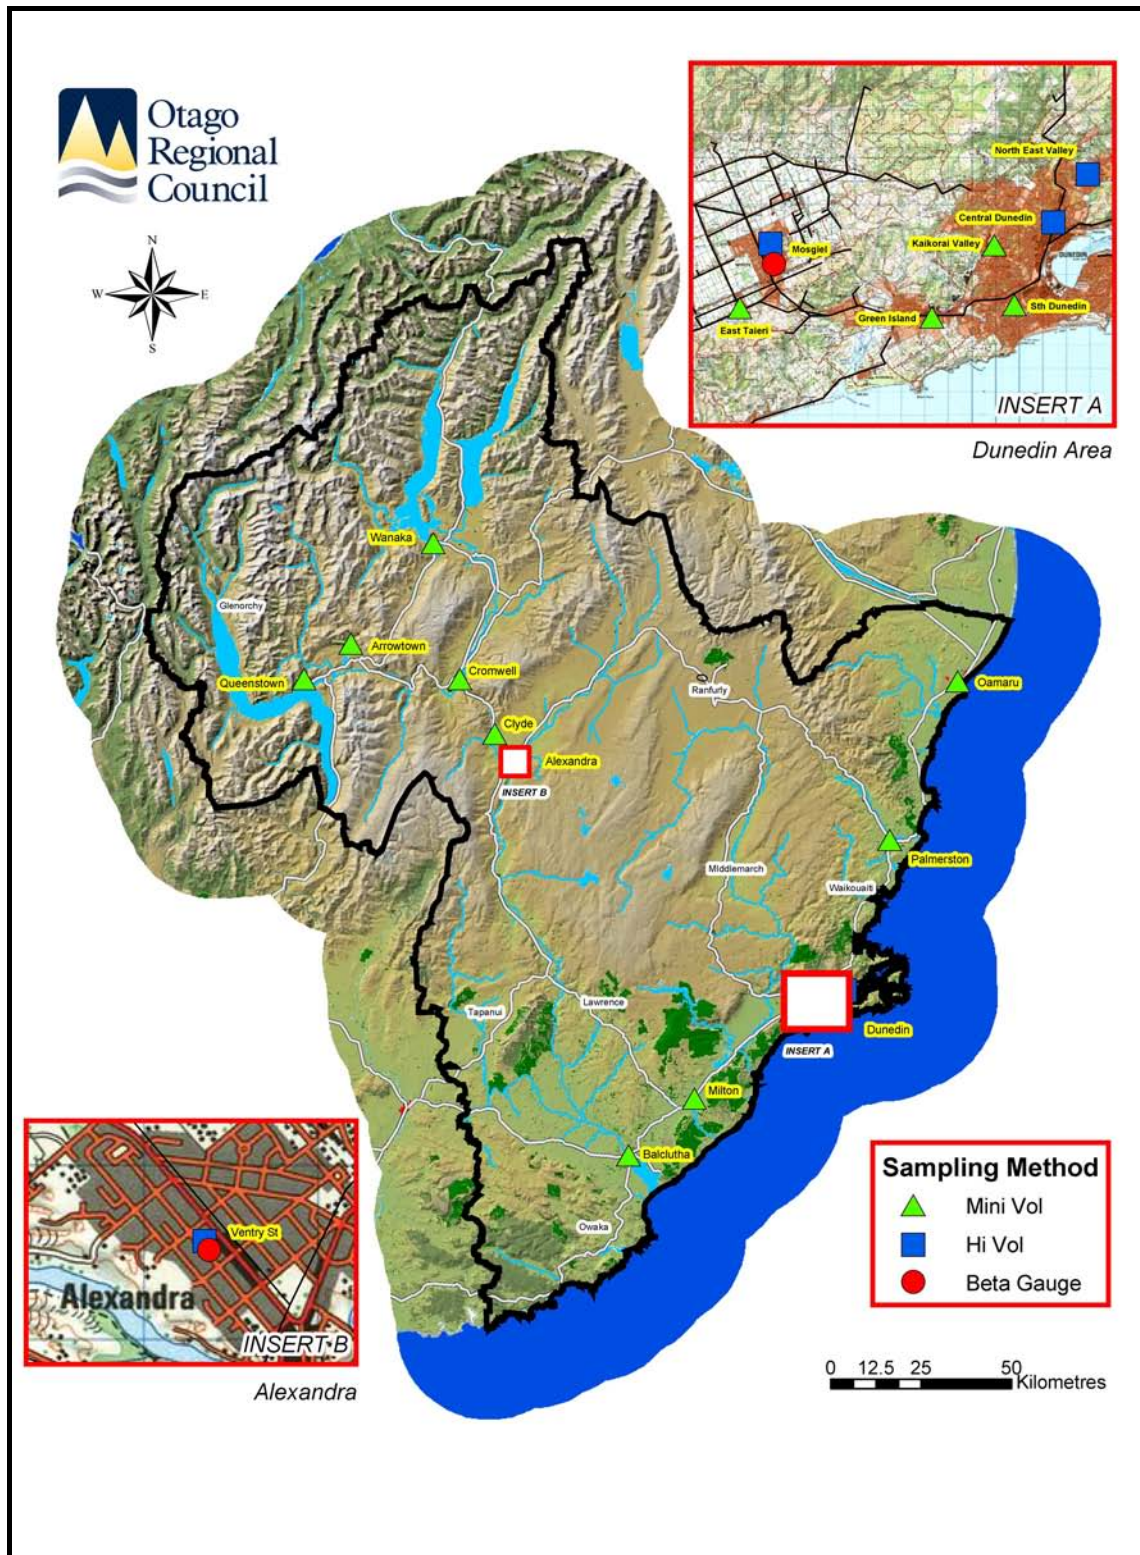 Otago
Regional
Council
N
W
E
S
North East Valley
Central Dunedin
Kaikorai Valley
Mosgiel
DUNEDIN
Sth Dunedin
Green Island
East Taieri
INSERT A
Dunedin Area
Wanaka
Glenorchy
Arrowtown
Queenstown
Cromwell
Ranfurly
Oamaru
Clyde
Alexandra
INSERT B
Palmerston
Middlemarch
Waikouaiti
Lawrence
Tapanui
Dunedin
INSERT A
Milton
Balclutha
Owaka
Ventry St
Alexandra
INSERT B
Alexandra
Sampling Method
Mini Vol
Hi Vol
Beta Gauge
0 12.5 25 50
Kilometres